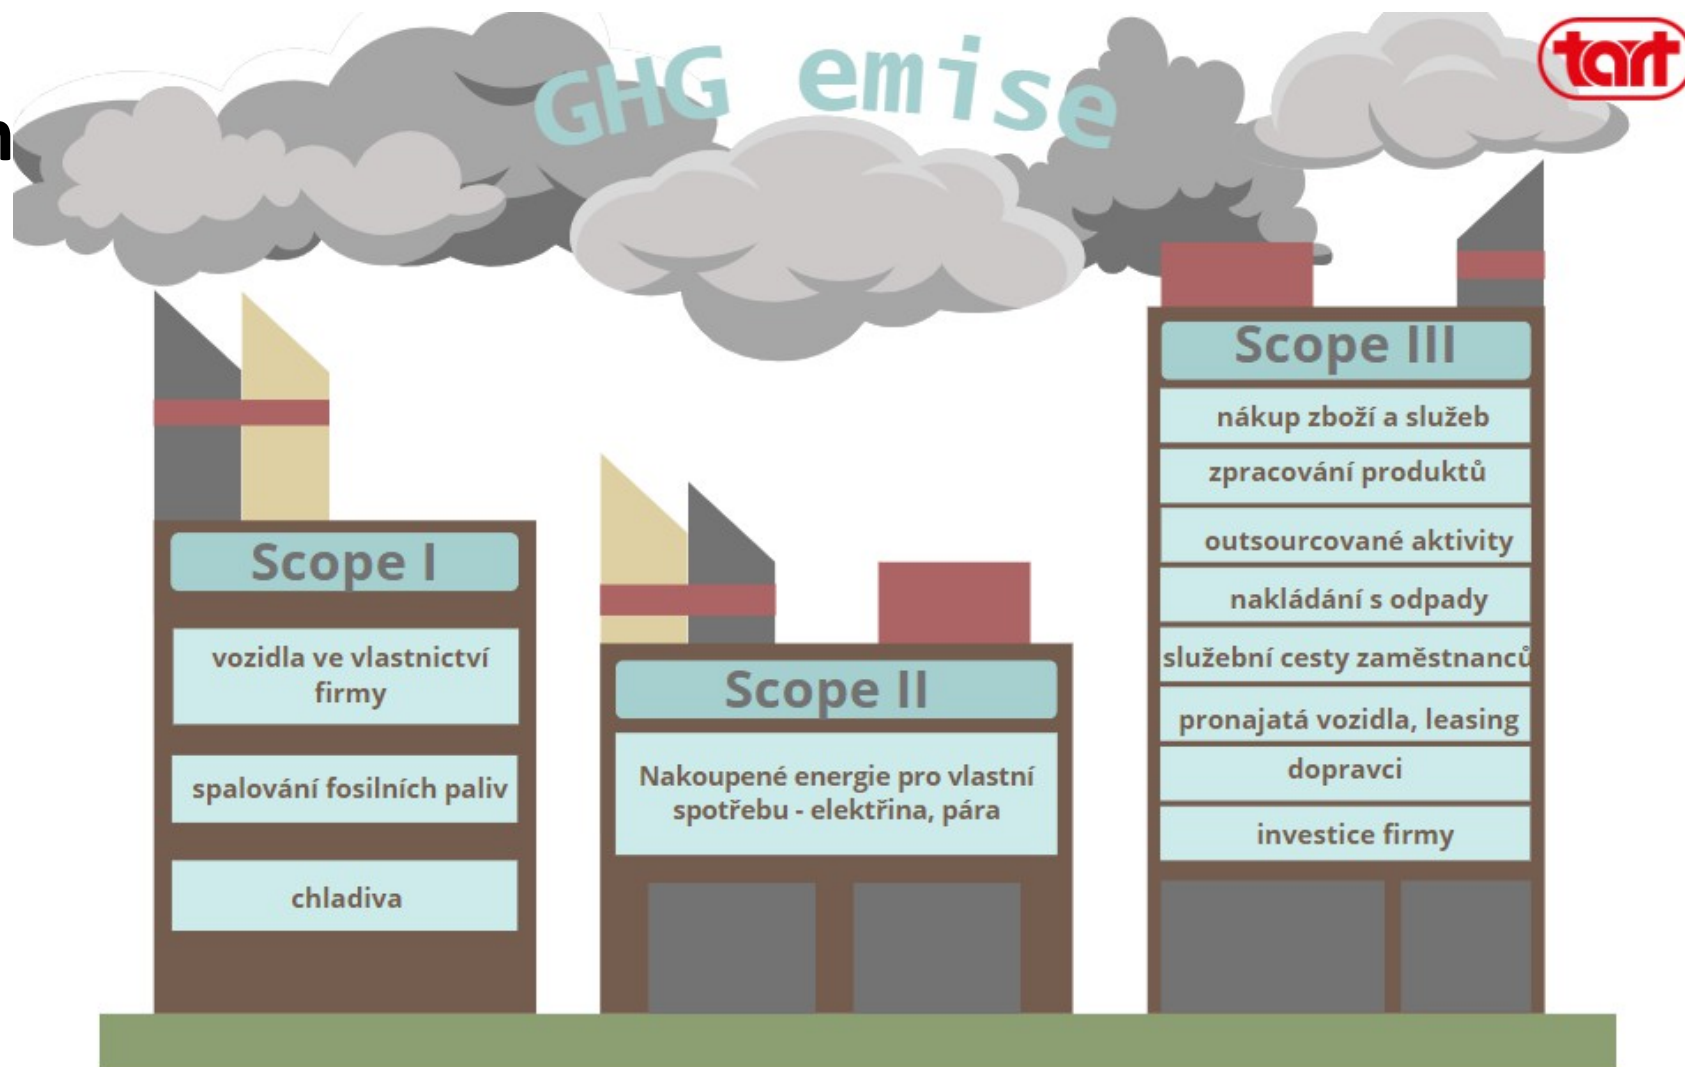 GHG emise
tart
Scope I
vozidla ve vlastnictví
firmy
spalování fosilních paliv
chladiva
Scope II
Nakoupené energie pro vlastní
spotřebu - elektřina, pára
Scope III
nákup zboží a služeb
zpracování produktů
outsourcované aktivity
nakládání s odpady
služební cesty zaměstnanců
pronajatá vozidla, leasing
dopravci
investice firmy